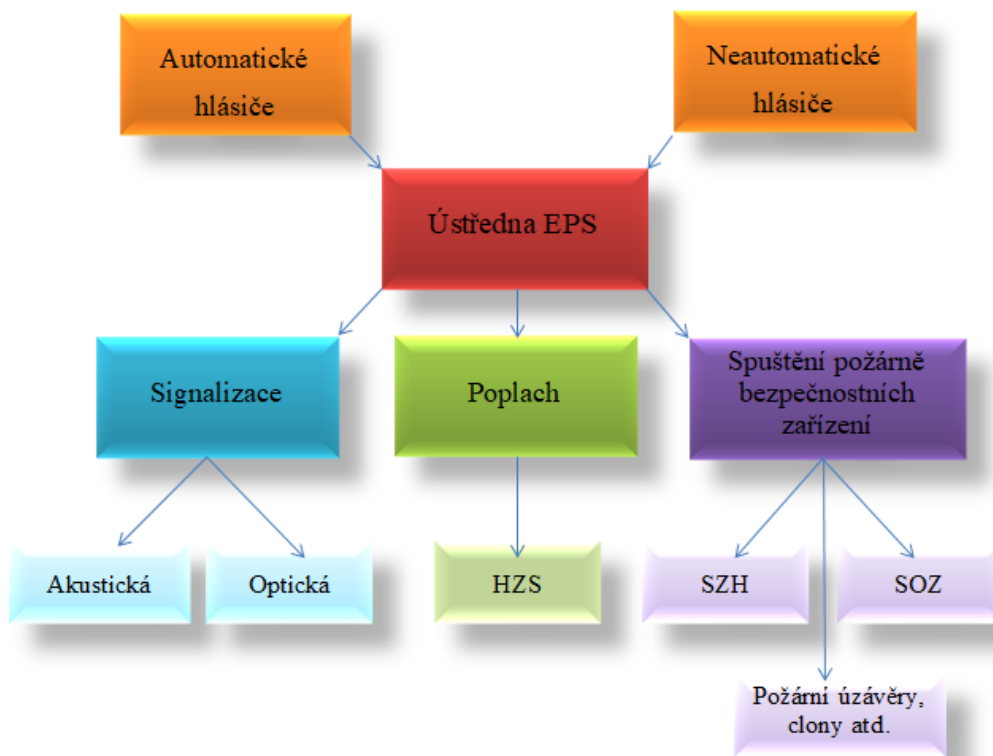 Automatické
hlásiče
Neautomatické
hlásiče
Ústředna EPS
Signalizace
Poplach
Spuštění požárně
bezpečnostních
zařízení
Akustická
Optická
HZS
SZH
SOZ
Požární úzávěry,
clony atd.